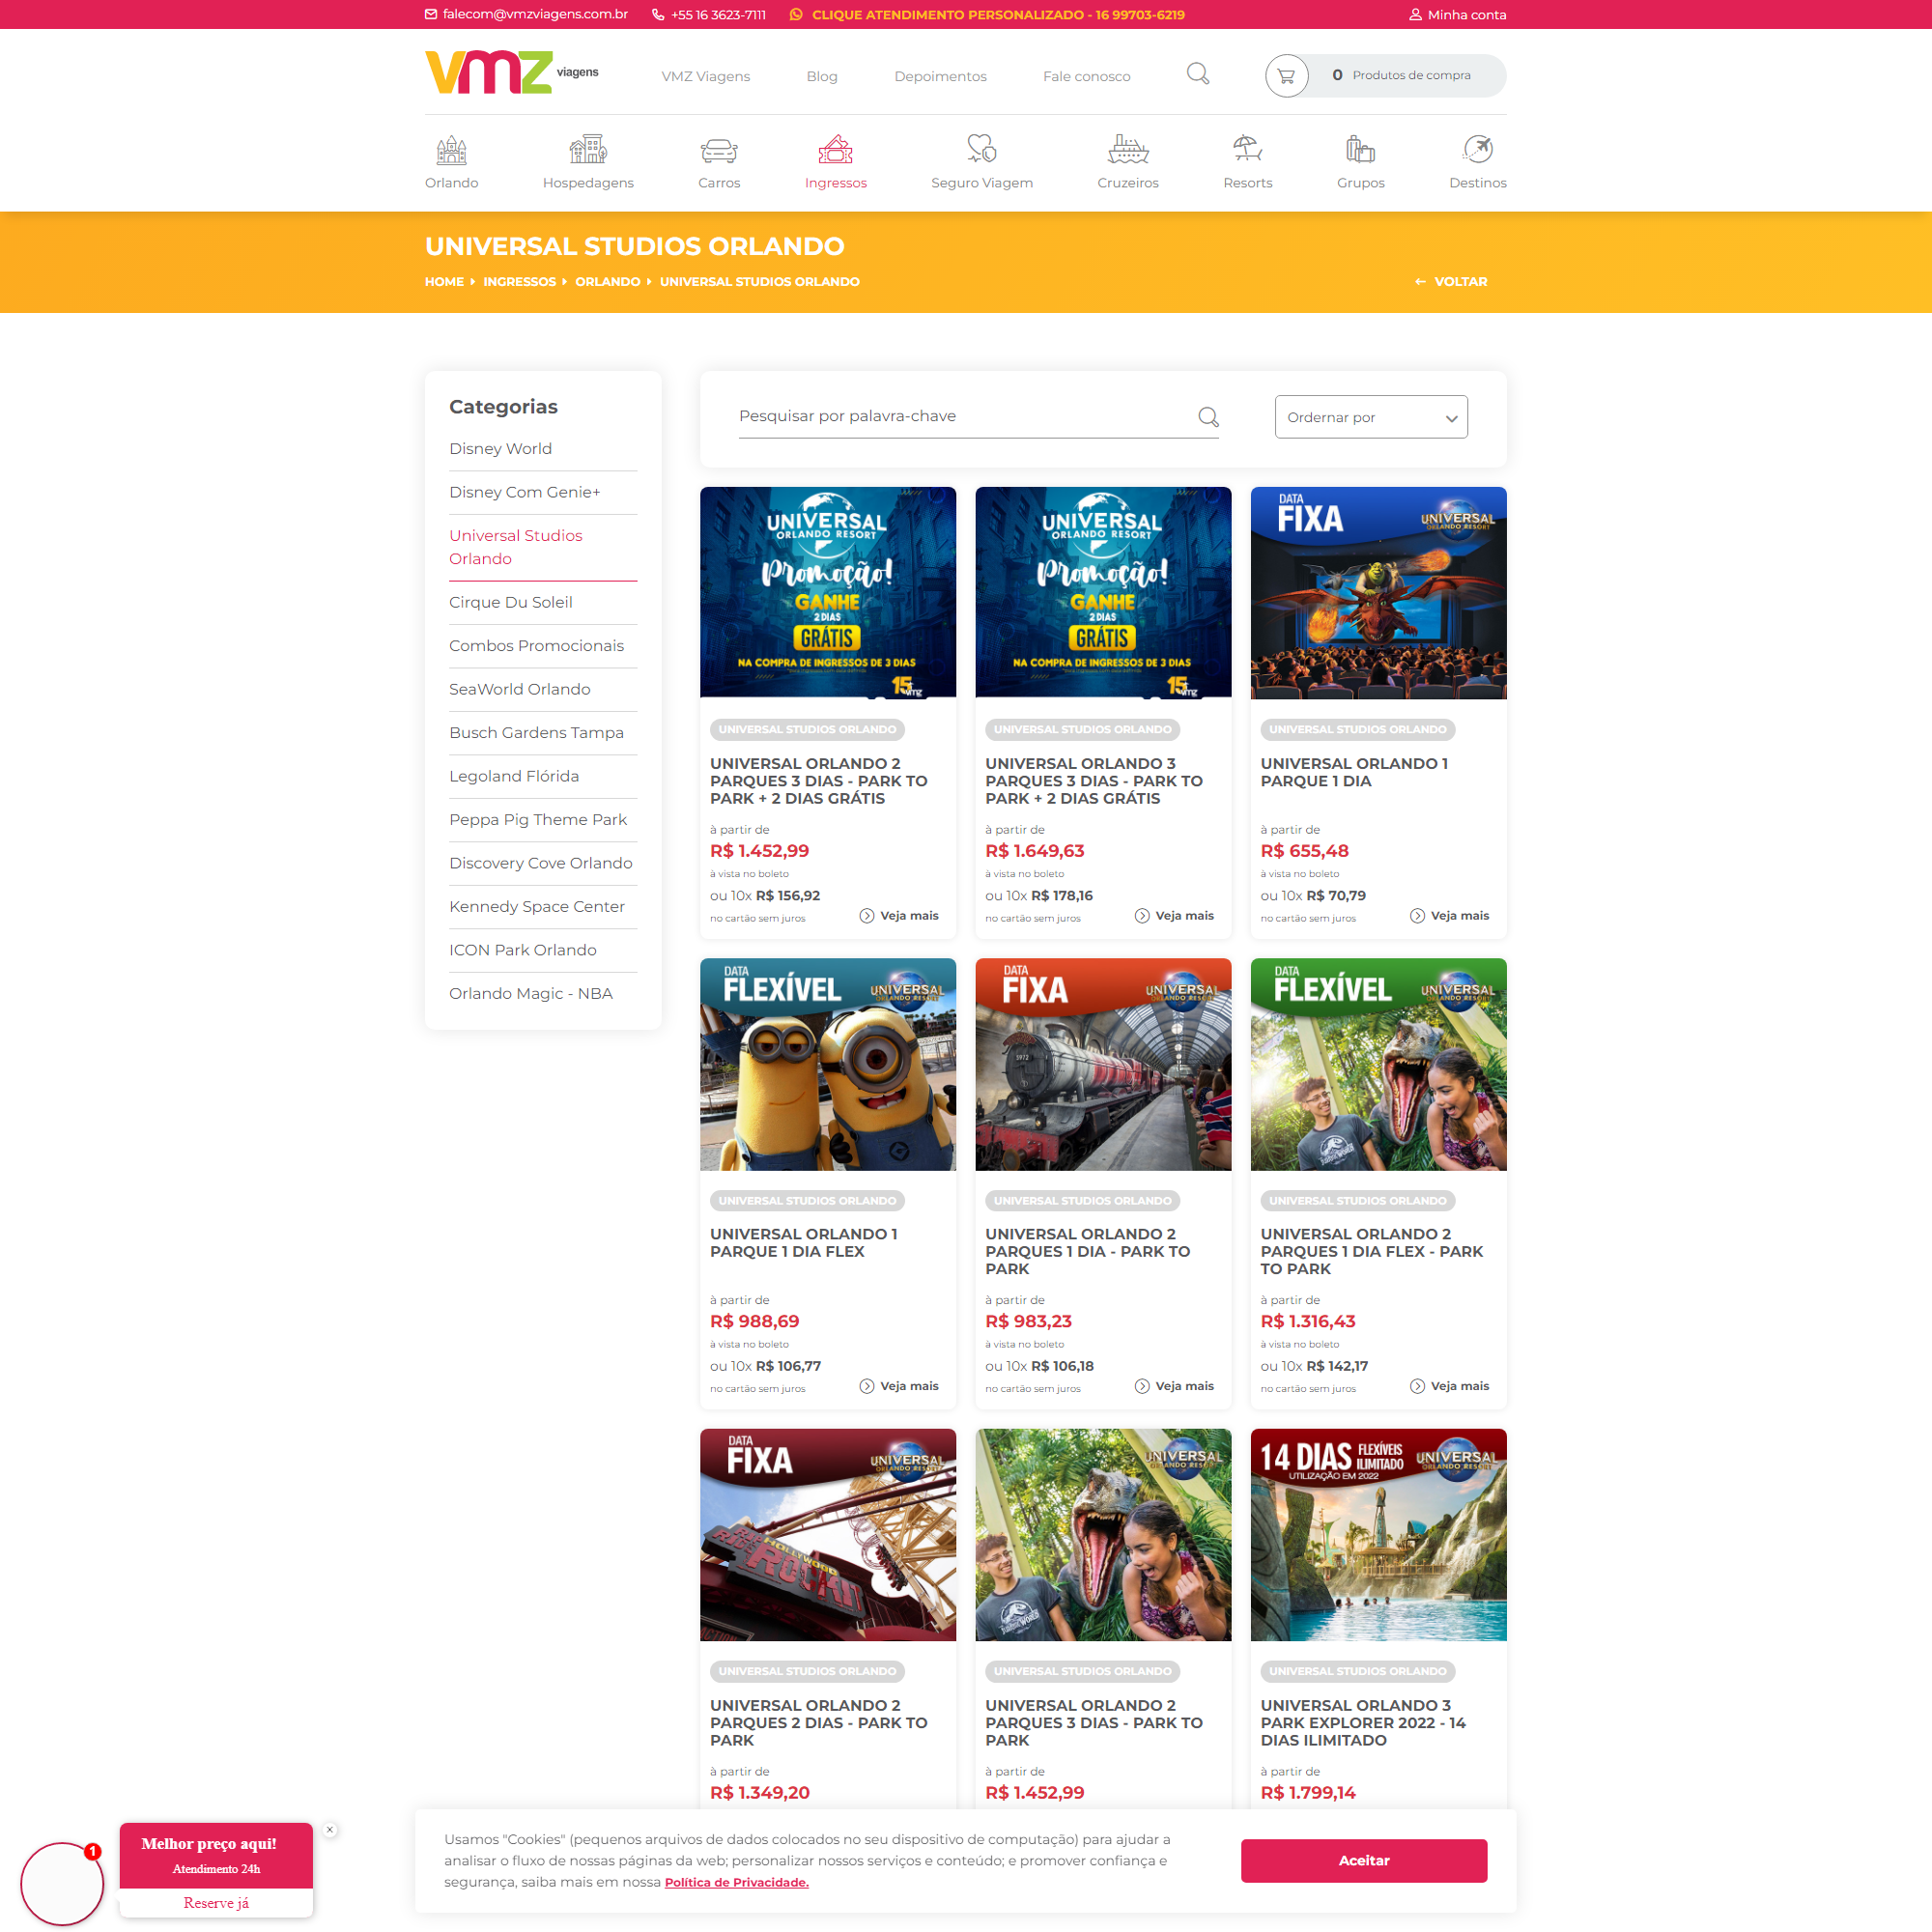 falecom@vmzviagens.com.br
+55 16 3623-7111
CLIQUE ATENDIMENTO PERSONALIZADO - 16 99703-6219
Minha conta
vmz viagens
VMZ Viagens
Blog
Depoimentos
Fale conosco
0 Produtos de compra
Orlando
Hospedagens
Carros
Ingressos
Seguro Viagem
Cruzeiros
Resorts
Grupos
Destinos
UNIVERSAL STUDIOS ORLANDO
HOME INGRESSOS ORLANDO UNIVERSAL STUDIOS ORLANDO
VOLTAR
Categorias
Disney World
Disney Com Genie+
Universal Studios
Orlando
Cirque Du Soleil
Combos Promocionais
SeaWorld Orlando
Busch Gardens Tampa
Legoland Flórida
Peppa Pig Theme Park
Discovery Cove Orlando
Kennedy Space Center
ICON Park Orlando
Orlando Magic - NBA
Pesquisar por palavra-chave
Ordernar por
UNIVERSAL
ORLANDO RESORT
Promoção!
GANHE
2 DIAS
GRÁTIS
NA COMPRA DE INGRESSOS DE 3 DIAS
15 vmz
UNIVERSAL STUDIOS ORLANDO
UNIVERSAL ORLANDO 2
PARQUES 3 DIAS - PARK TO
PARK + 2 DIAS GRÁTIS
à partir de
R$ 1.452,99
à vista no boleto
ou 10x R$ 156,92
no cartão sem juros
Veja mais
UNIVERSAL
ORLANDO RESORT
Promoção!
GANHE
2 DIAS
GRÁTIS
NA COMPRA DE INGRESSOS DE 3 DIAS
15 vmz
UNIVERSAL STUDIOS ORLANDO
UNIVERSAL ORLANDO 3
PARQUES 3 DIAS - PARK TO
PARK + 2 DIAS GRÁTIS
à partir de
R$ 1.649,63
à vista no boleto
ou 10x R$ 178,16
no cartão sem juros
Veja mais
DATA
FIXA
UNIVERSAL
ORLANDO RESORT
UNIVERSAL STUDIOS ORLANDO
UNIVERSAL ORLANDO 1
PARQUE 1 DIA
à partir de
R$ 655,48
à vista no boleto
ou 10x R$ 70,79
no cartão sem juros
Veja mais
DATA
FLEXÍVEL
UNIVERSAL
ORLANDO RESORT
UNIVERSAL STUDIOS ORLANDO
UNIVERSAL ORLANDO 1
PARQUE 1 DIA FLEX
à partir de
R$ 988,69
à vista no boleto
ou 10x R$ 106,77
no cartão sem juros
Veja mais
DATA
FIXA
UNIVERSAL
ORLANDO RESORT
5972
UNIVERSAL STUDIOS ORLANDO
UNIVERSAL ORLANDO 2
PARQUES 1 DIA - PARK TO
PARK
à partir de
R$ 983,23
à vista no boleto
ou 10x R$ 106,18
no cartão sem juros
Veja mais
DATA
FLEXÍVEL
UNIVERSAL
ORLANDO RESORT
UNIVERSAL STUDIOS ORLANDO
UNIVERSAL ORLANDO 2
PARQUES 1 DIA FLEX - PARK
TO PARK
à partir de
R$ 1.316,43
à vista no boleto
ou 10x R$ 142,17
no cartão sem juros
Veja mais
DATA
FIXA
UNIVERSAL
ORLANDO RESORT
HOLLYWOOD
UNIVERSAL STUDIOS ORLANDO
UNIVERSAL ORLANDO 2
PARQUES 2 DIAS - PARK TO
PARK
à partir de
R$ 1.349,20
UNIVERSAL
ORLANDO RESORT
UNIVERSAL STUDIOS ORLANDO
UNIVERSAL ORLANDO 2
PARQUES 3 DIAS - PARK TO
PARK
à partir de
R$ 1.452,99
14 DIAS FLEXÍVEIS
ILIMITADO
UTILIZAÇÃO EM 2022
UNIVERSAL
ORLANDO RESORT
UNIVERSAL STUDIOS ORLANDO
UNIVERSAL ORLANDO 3
PARK EXPLORER 2022 - 14
DIAS ILIMITADO
à partir de
R$ 1.799,14
1
Melhor preço aqui!
Atendimento 24h
Reserve já
Usamos "Cookies" (pequenos arquivos de dados colocados no seu dispositivo de computação) para ajudar a
analisar o fluxo de nossas páginas da web; personalizar nossos serviços e conteúdo; e promover confiança e
segurança, saiba mais em nossa Política de Privacidade.
Aceitar